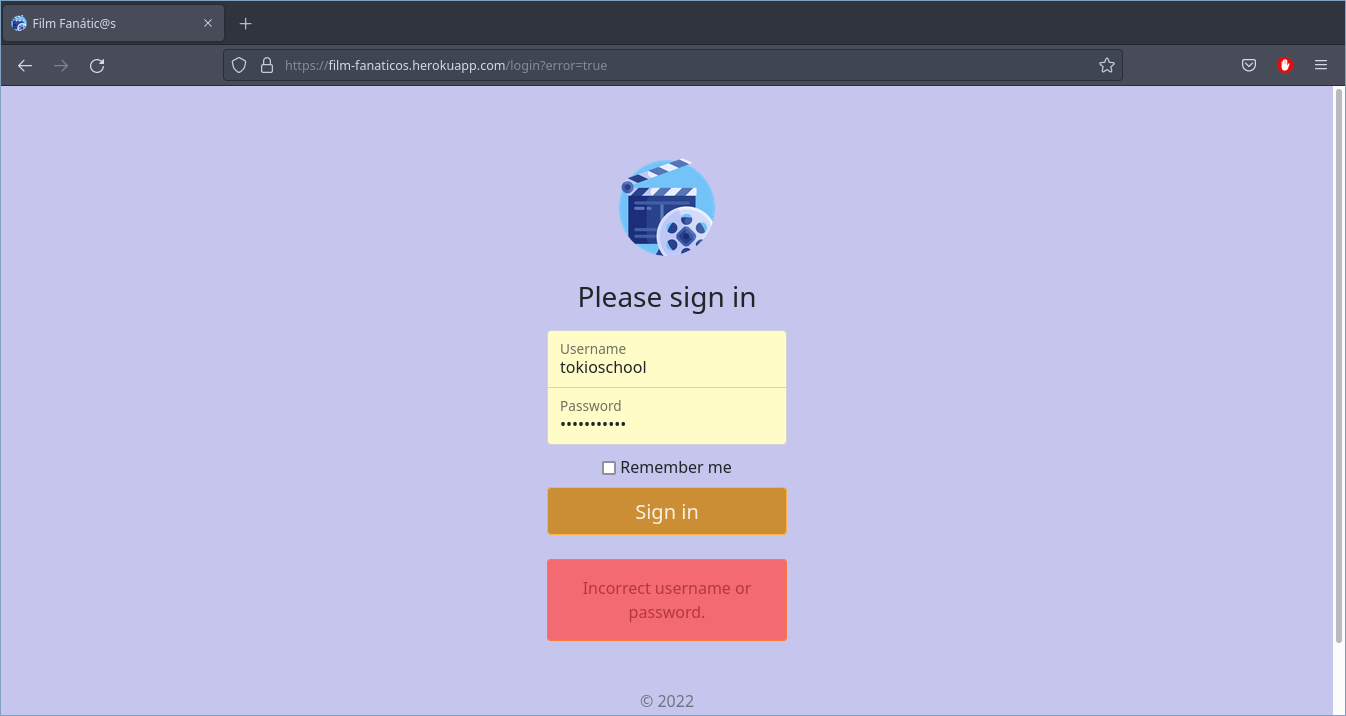 Film Fanátic@s
https://film-fanaticos.herokuapp.com/login?error=true
Please sign in
Username
tokioschool
Password
•••••••••••
Remember me
Sign in
Incorrect username or
password.
© 2022